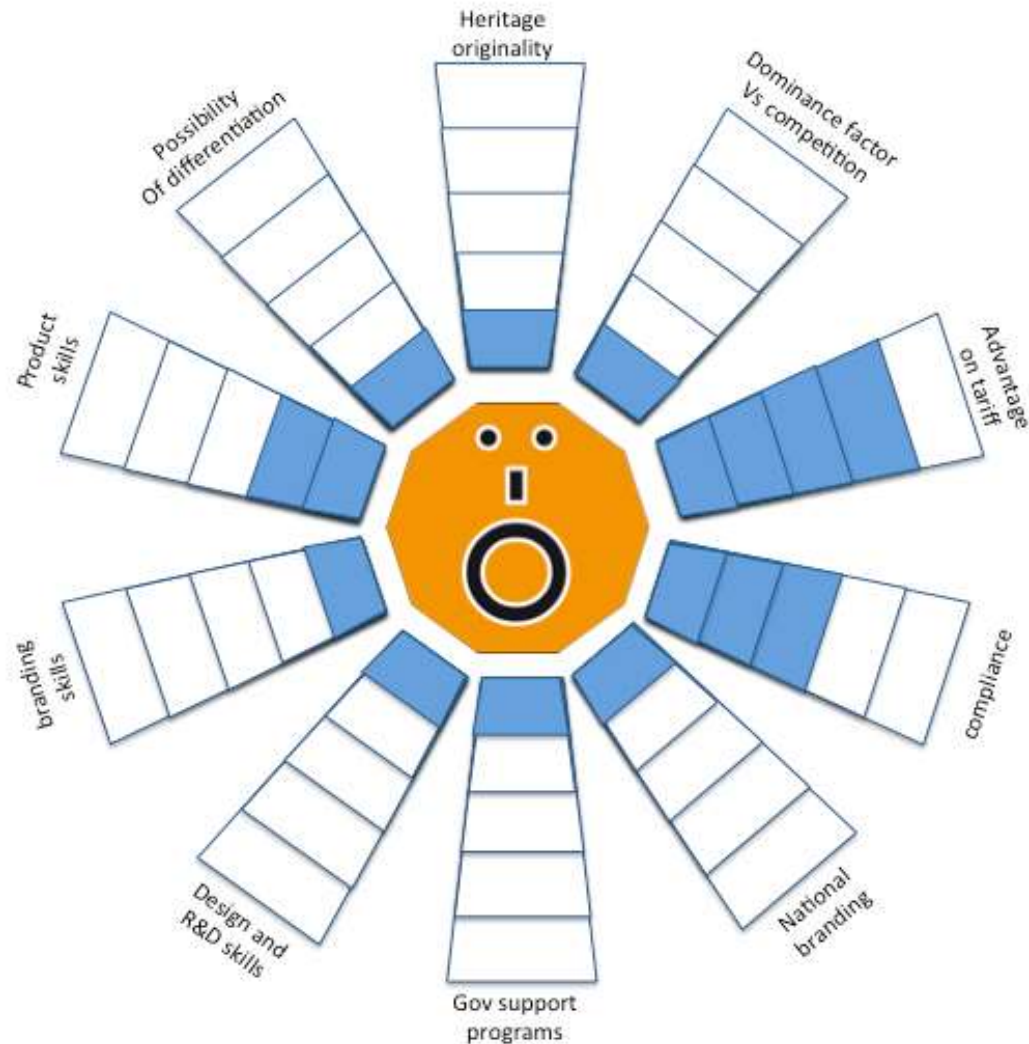 Heritage
originality
Dominance factor
Vs competition
Advantage
on tariff
compliance
National
branding
Gov support
programs
Design and
R&D skills
branding
skills
Product
skills
Possibility
Of differentiation